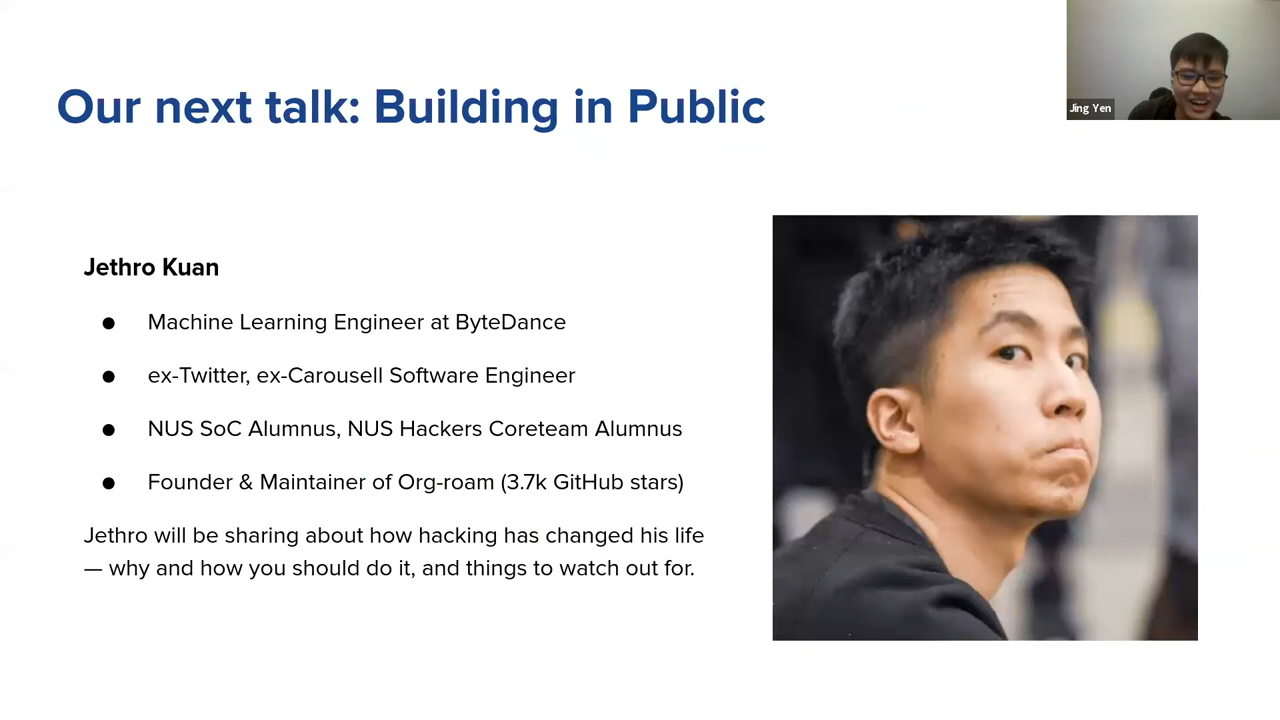 Our next talk: Building in Public
Jing Yen
Jethro Kuan
● Machine Learning Engineer at ByteDance
● ex-Twitter, ex-Carousell Software Engineer
● NUS SoC Alumnus, NUS Hackers Coreteam Alumnus
● Founder & Maintainer of Org-roam (3.7k GitHub stars)
Jethro will be sharing about how hacking has changed his life
— why and how you should do it, and things to watch out for.